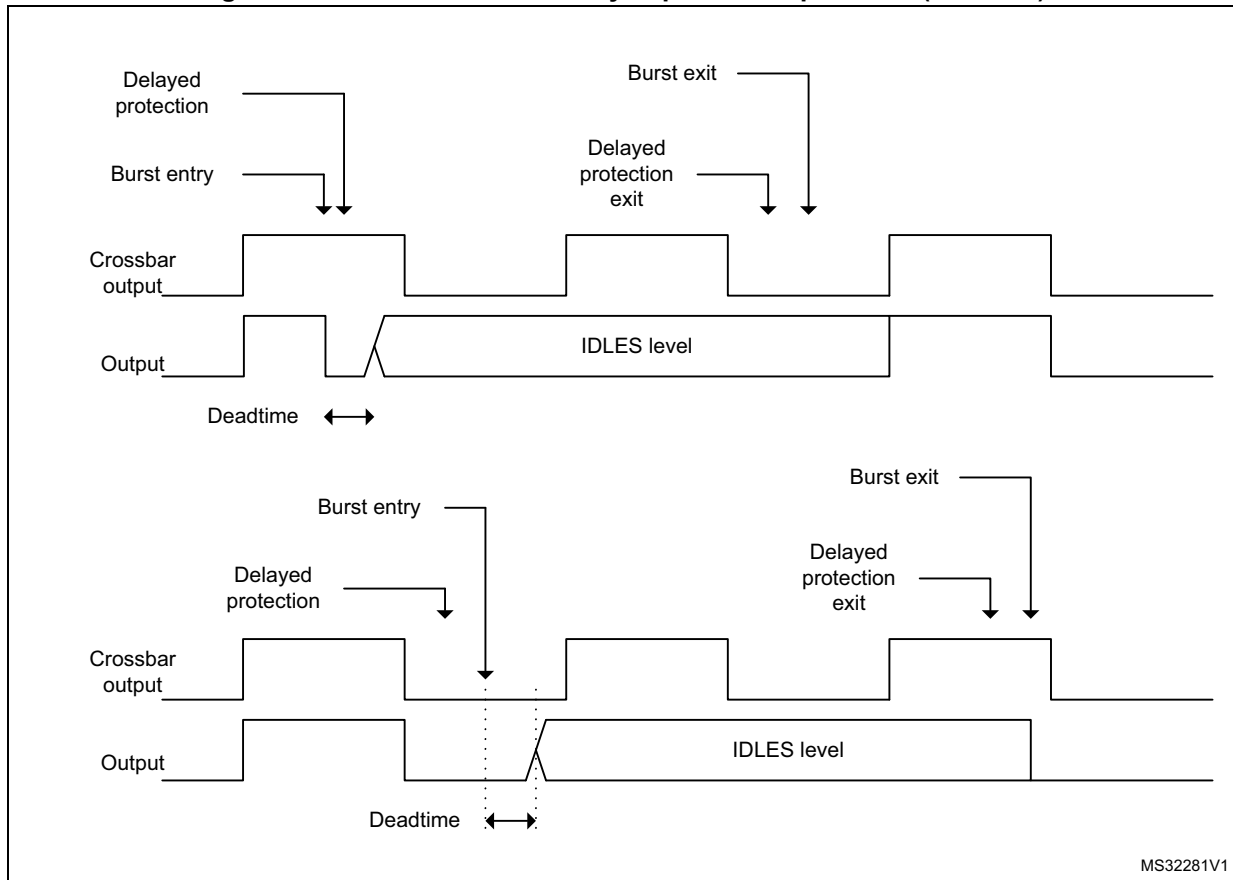 Delayed
protection
Burst entry
Burst exit
Delayed
protection
exit
Crossbar
output
Output
IDLES level
Deadtime
Burst exit
Burst entry
Delayed
protection
exit
Delayed
protection
Crossbar
output
Output
IDLES level
Deadtime
MS32281V1